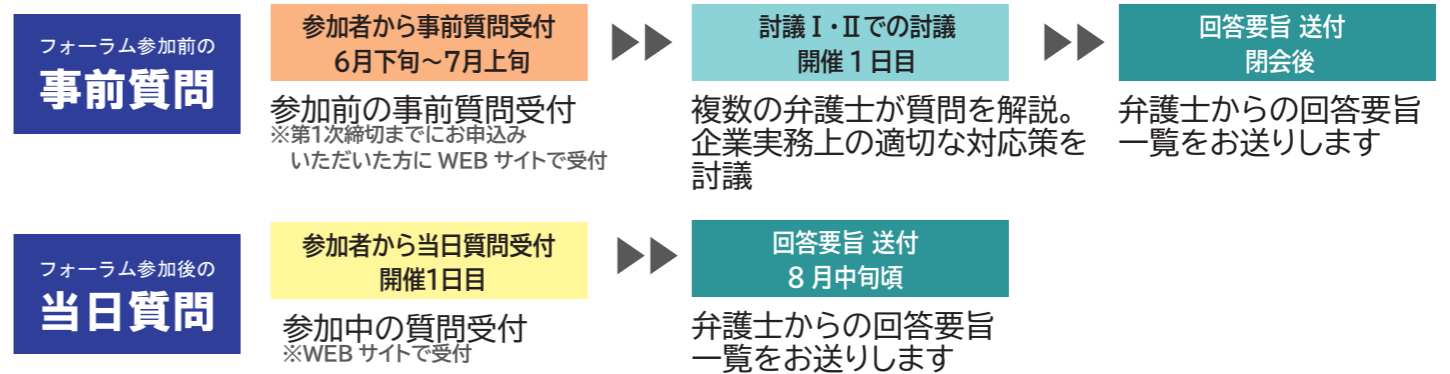 フォーラム参加前の
事前質問
参加者から事前質問受付
6月下旬～7月上旬
参加前の事前質問受付
※第1次締切までにお申込み
いただいた方に WEB サイトで受付
討議Ⅰ・Ⅱでの討議
開催1日目
複数の弁護士が質問を解説。
企業実務上の適切な対応策を
討議
回答要旨 送付
閉会後
弁護士からの回答要旨
一覧をお送りします
フォーラム参加後の
当日質問
参加者から当日質問受付
開催1日目
参加中の質問受付
※WEB サイトで受付
回答要旨 送付
8月中旬頃
弁護士からの回答要旨
一覧をお送りします